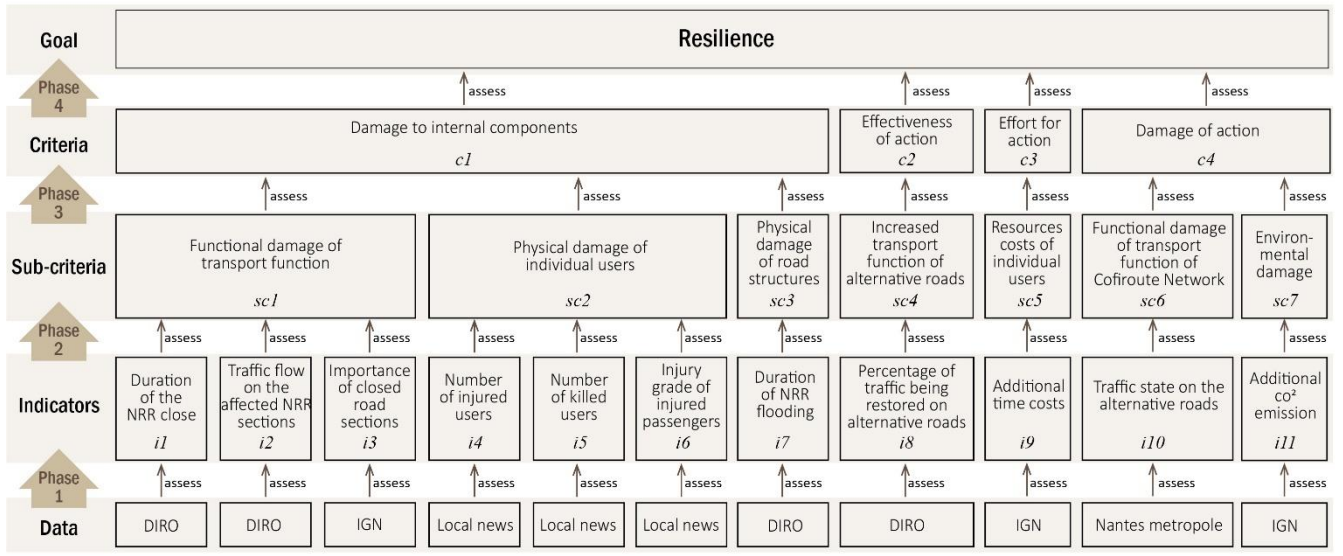 Goal
Resilience
Phase
4
assess
assess
assess
assess
Criteria
Damage to internal components
c1
Effectiveness
of action
c2
Effort for
action
c3
Damage of action
c4
Phase
3
assess
assess
assess
assess
assess
assess
assess
Sub-criteria
Functional damage of
transport function
sc1
Physical damage of
individual users
sc2
Physical
damage
of road
structures
sc3
Increased
transport
function of
alternative roads
sc4
Resources
costs of
individual
users
sc5
Functional damage
of transport
function of
Cofiroute Network
sc6
Environ-
mental
damage
sc7
Phase
2
assess
assess
assess
assess
assess
assess
assess
assess
assess
assess
assess
Indicators
Duration
of the
NRR close
i1
Traffic flow
on the
affected NRR
sections
i2
Importance
of closed
road
sections
i3
Number
of injured
users
i4
Number
of killed
users
i5
Injury
grade of
injured
passengers
i6
Duration
of NRR
flooding
i7
Percentage of
traffic being
restored on
alternative roads
i8
Additional
time costs
i9
Traffic state on the
alternative roads
i10
Additional
co²
emission
i11
Phase
1
assess
assess
assess
assess
assess
assess
assess
assess
assess
assess
assess
Data
DIRO
DIRO
IGN
Local news
Local news
Local news
DIRO
DIRO
IGN
Nantes metropole
IGN